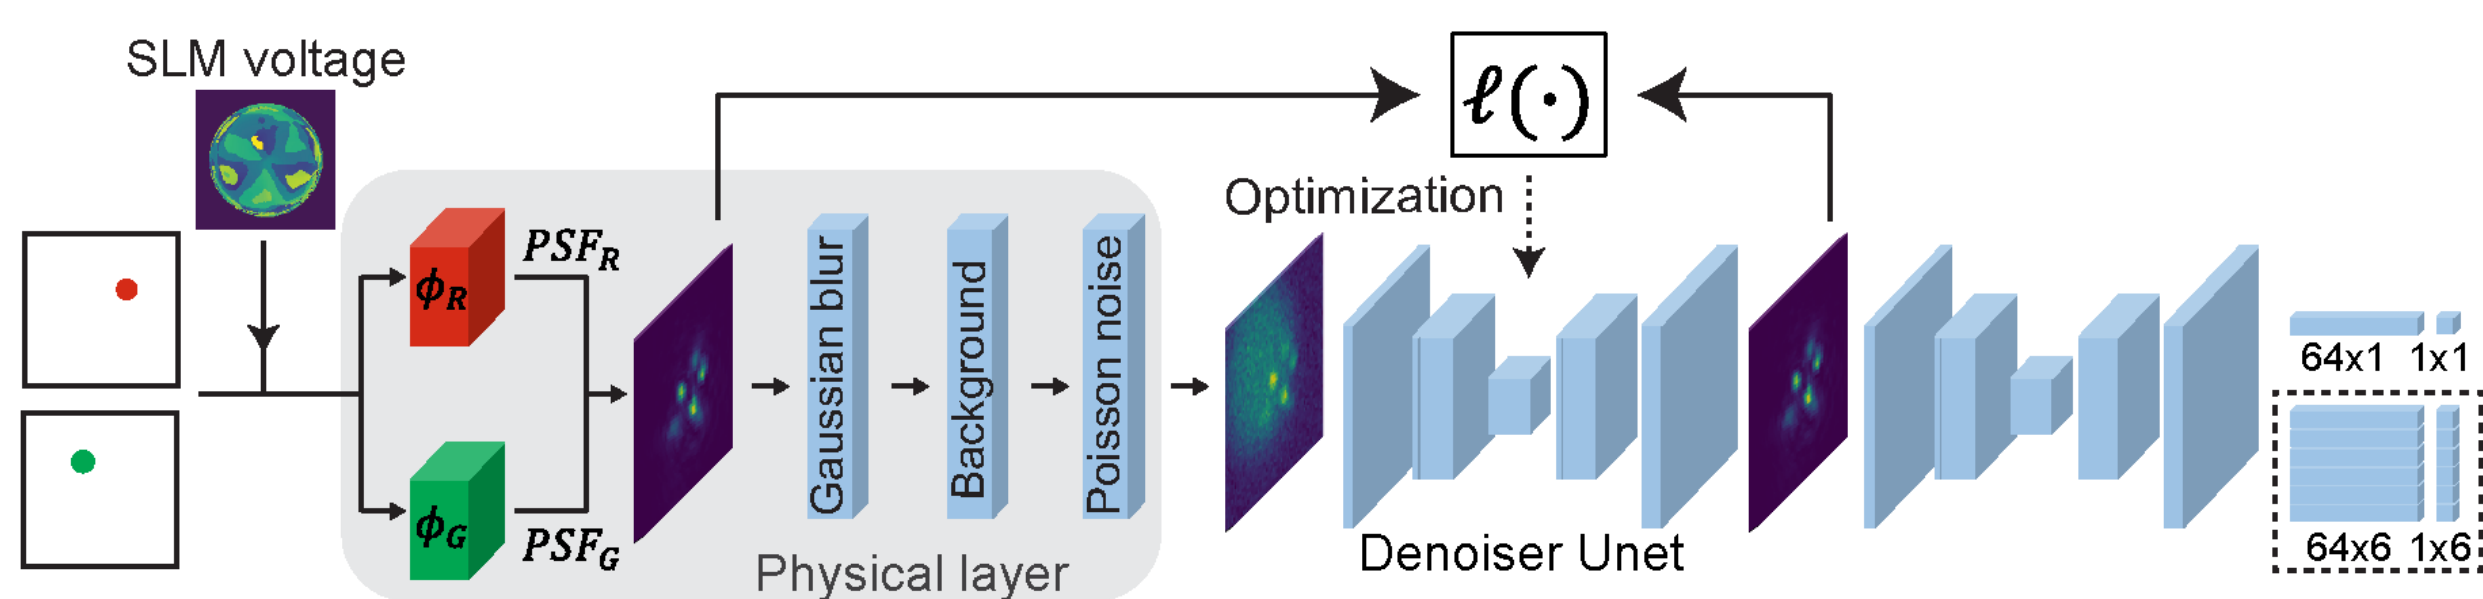 SLM voltage
ϕ_R
PSF_R
ϕ_G
PSF_G
Gaussian blur
Background
Poisson noise
Physical layer
ℓ(·)
Optimization
Denoiser Unet
64x1 1x1
64x6 1x6